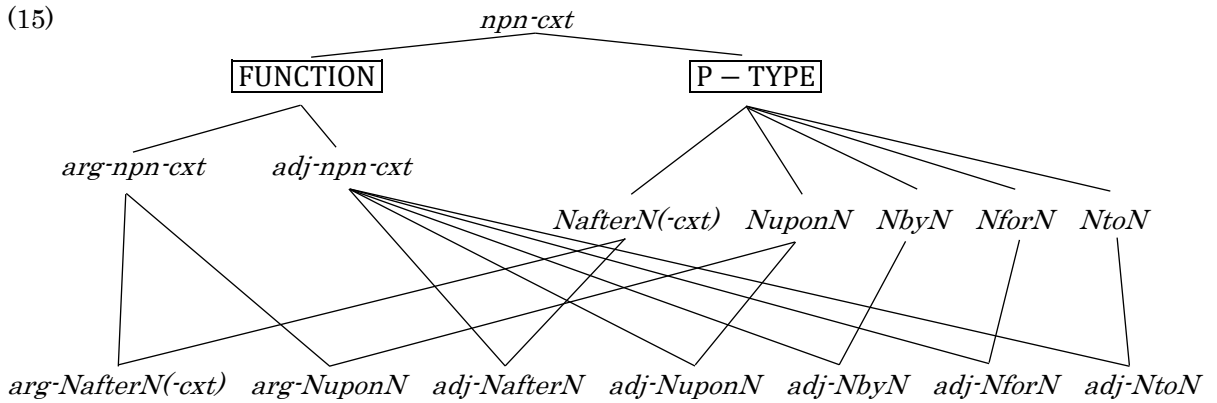 (15) npn-cxt
FUNCTION P − TYPE
arg-npn-cxt adj-npn-cxt
NafterN(-cxt) NuponN NbyN NforN NtoN
arg-NafterN(-cxt) arg-NuponN adj-NafterN adj-NuponN adj-NbyN adj-NforN adj-NtoN